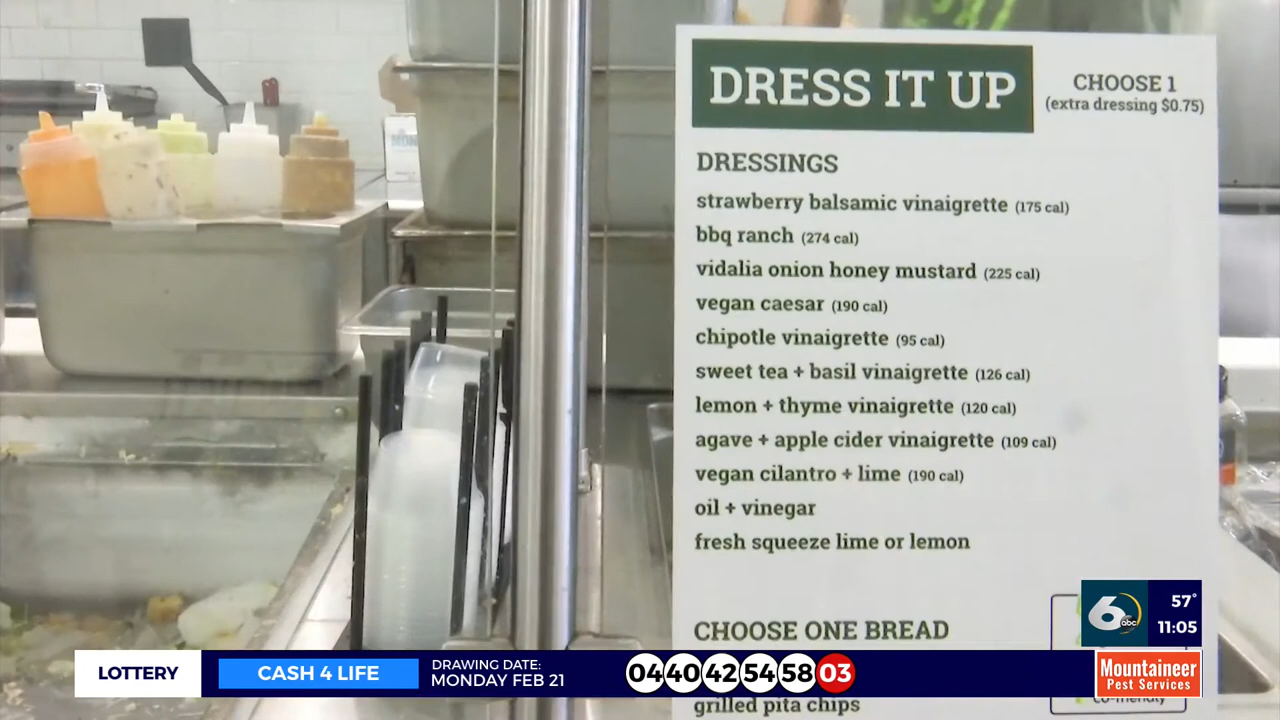 DRESS IT UP
CHOOSE 1
(extra dressing $0.75)
DRESSINGS
strawberry balsamic vinaigrette (175 cal)
bbq ranch (274 cal)
vidalia onion honey mustard (225 cal)
vegan caesar (190 cal)
chipotle vinaigrette (95 cal)
sweet tea + basil vinaigrette (126 cal)
lemon + thyme vinaigrette (120 cal)
agave + apple cider vinaigrette (109 cal)
vegan cilantro + lime (190 cal)
oil + vinegar
fresh squeeze lime or lemon
CHOOSE ONE BREAD
grilled pita chips
6 abc
57°
11:05
LOTTERY
CASH 4 LIFE
DRAWING DATE:
MONDAY FEB 21
04 40 42 54 58 03
Mountaineer
Pest Services